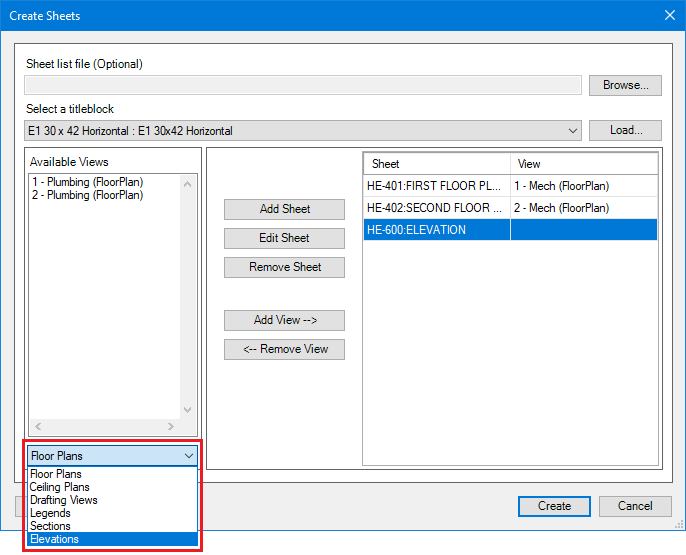 Create Sheets
Sheet list file (Optional)
Browse...
Select a titleblock
E1 30 x 42 Horizontal : E1 30x42 Horizontal
Load...
Available Views
1 - Plumbing (FloorPlan)
2 - Plumbing (FloorPlan)
Add Sheet
Edit Sheet
Remove Sheet
Add View -->
<-- Remove View
Sheet View
HE-401:FIRST FLOOR PL... 1 - Mech (FloorPlan)
HE-402:SECOND FLOOR ... 2 - Mech (FloorPlan)
HE-600:ELEVATION
Floor Plans
Floor Plans
Ceiling Plans
Drafting Views
Legends
Sections
Elevations
Create
Cancel